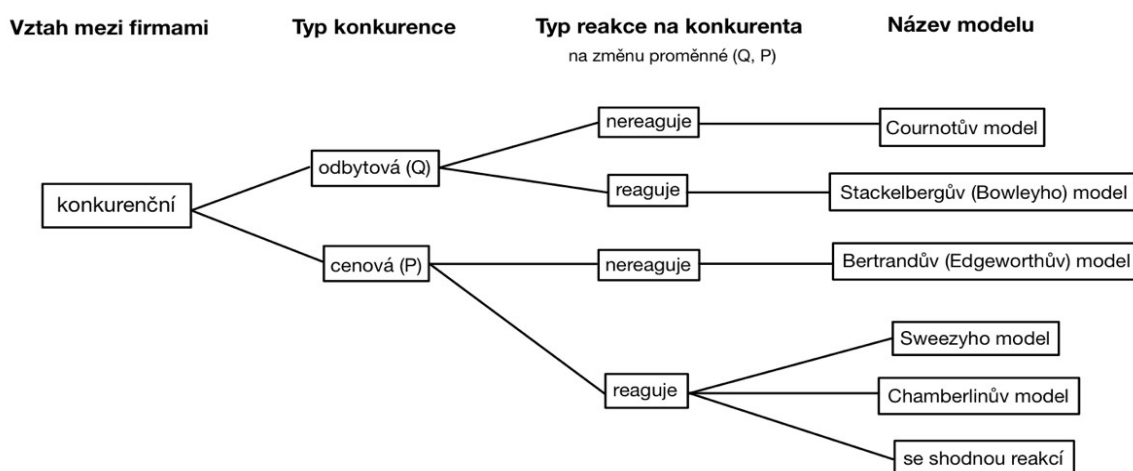 Vztah mezi firmami
Typ konkurence
Typ reakce na konkurenta
na změnu proměnné (Q, P)
Název modelu
konkurenční
odbytová (Q)
nereaguje
Cournotův model
reaguje
Stackelbergův (Bowleyho) model
cenová (P)
nereaguje
Bertrandův (Edgeworthův) model
reaguje
Sweezyho model
Chamberlinův model
se shodnou reakcí